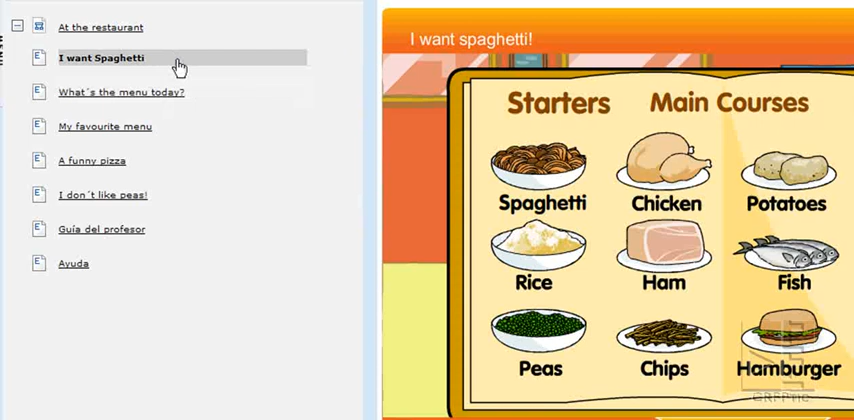 At the restaurant
I want Spaghetti
What´s the menu today?
My favourite menu
A funny pizza
I don´t like peas!
Guía del profesor
Ayuda
I want spaghetti!
Starters Main Courses
Spaghetti Chicken Potatoes
Rice Ham Fish
Peas Chips Hamburger